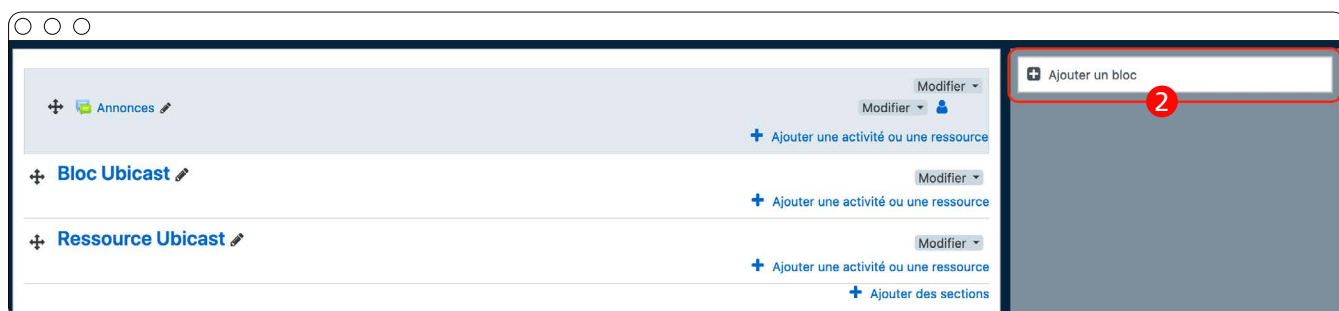 Modifier
Annonces
Modifier
Ajouter une activité ou une ressource
Bloc Ubicast
Modifier
Ajouter une activité ou une ressource
Ressource Ubicast
Modifier
Ajouter une activité ou une ressource
Ajouter des sections
Ajouter un bloc
2